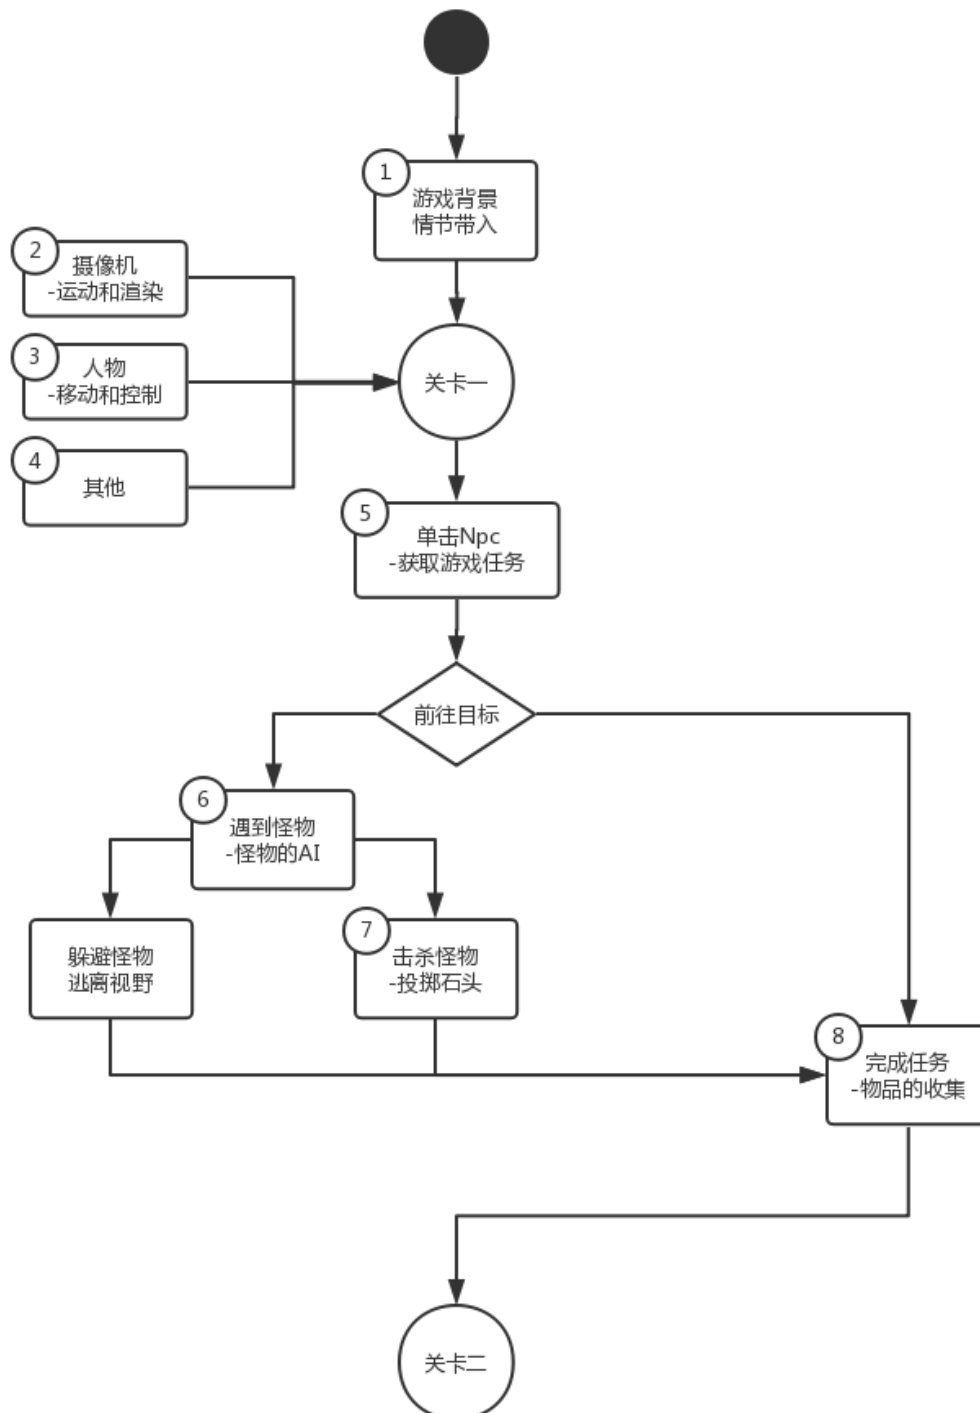 1
游戏背景
情节带入
2
摄像机
-运动和渲染
3
人物
-移动和控制
关卡一
4
其他
5
单击Npc
-获取游戏任务
前往目标
6
遇到怪物
-怪物的AI
躲避怪物
逃离视野
7
击杀怪物
-投掷石头
8
完成任务
-物品的收集
关卡二